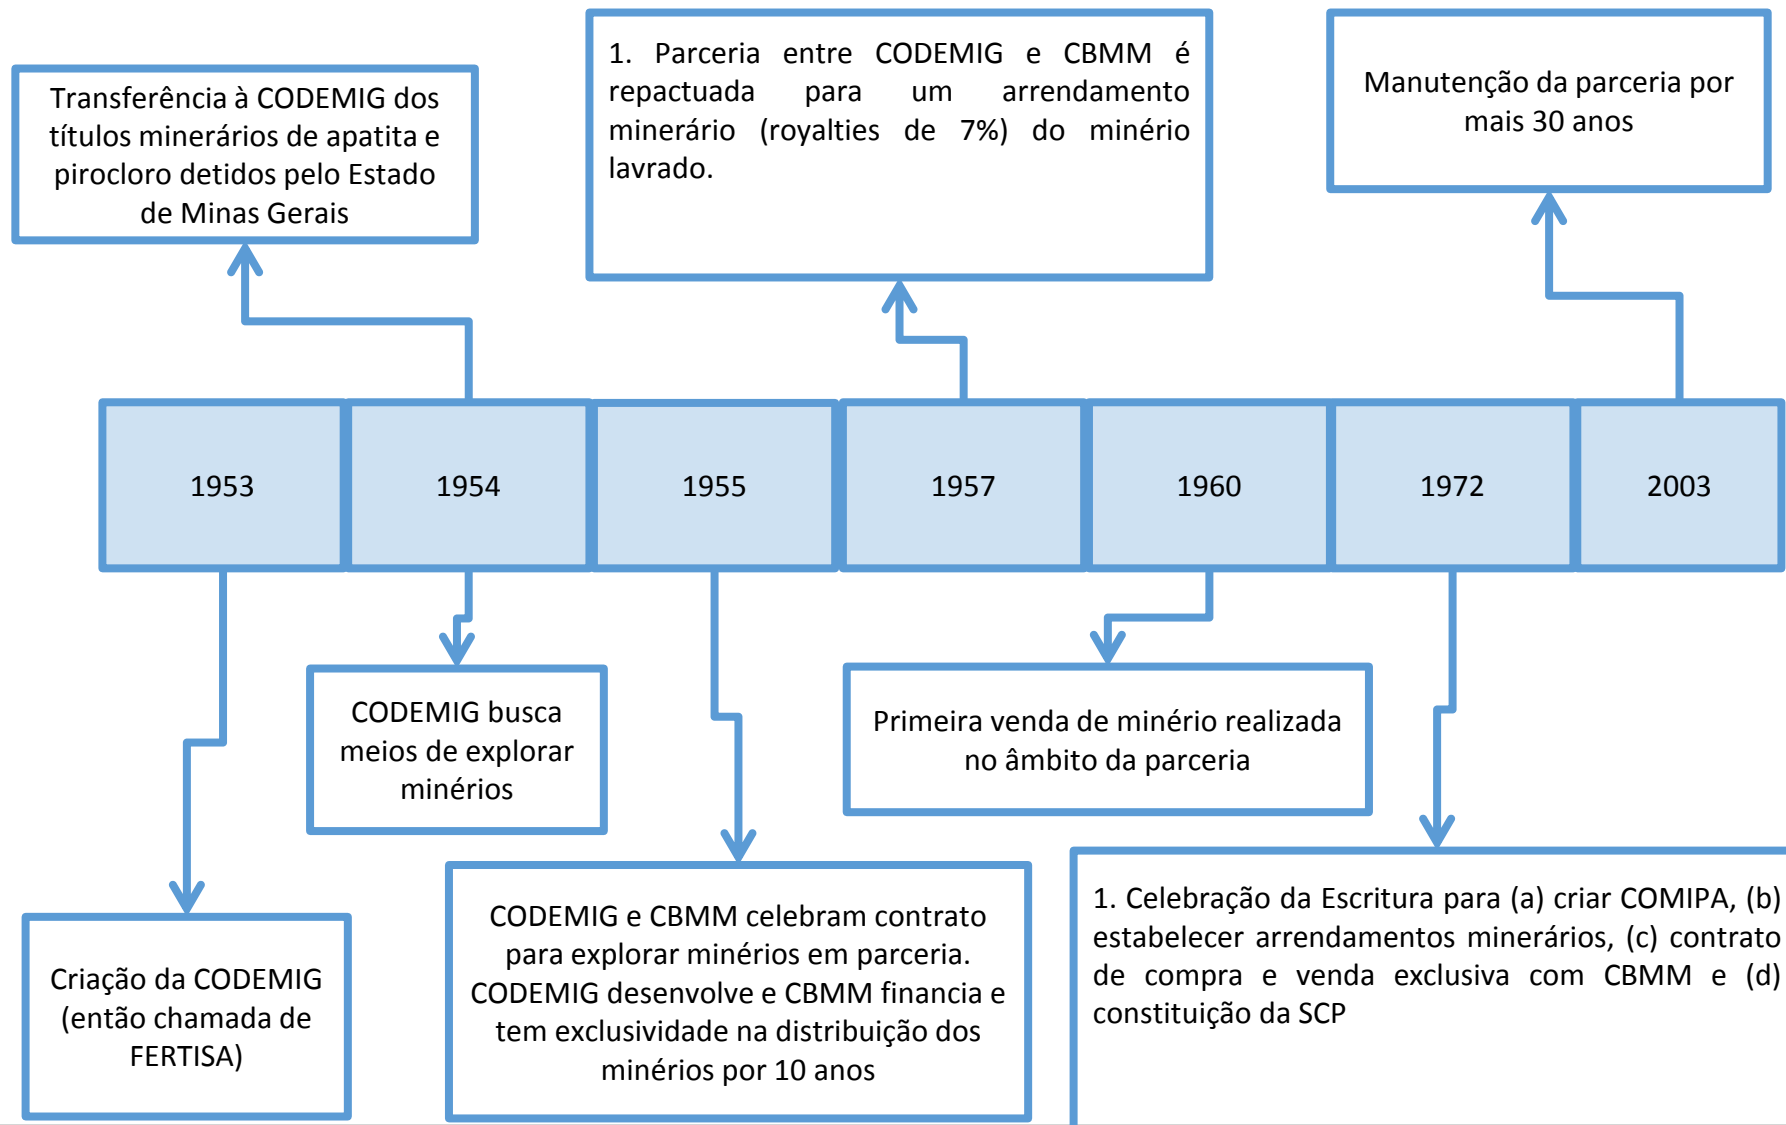 Transferência à CODEMIG dos
títulos minerários de apatita e
pirocloro detidos pelo Estado
de Minas Gerais
1. Parceria entre CODEMIG e CBMM é
repactuada para um arrendamento
minerário (royalties de 7%) do minério
lavrado.
Manutenção da parceria por
mais 30 anos
1953
1954
1955
1957
1960
1972
2003
Criação da CODEMIG
(então chamada de
FERTISA)
CODEMIG busca
meios de explorar
minérios
CODEMIG e CBMM celebram contrato
para explorar minérios em parceria.
CODEMIG desenvolve e CBMM financia e
tem exclusividade na distribuição dos
minérios por 10 anos
Primeira venda de minério realizada
no âmbito da parceria
1. Celebração da Escritura para (a) criar COMIPA, (b)
estabelecer arrendamentos minerários, (c) contrato
de compra e venda exclusiva com CBMM e (d)
constituição da SCP